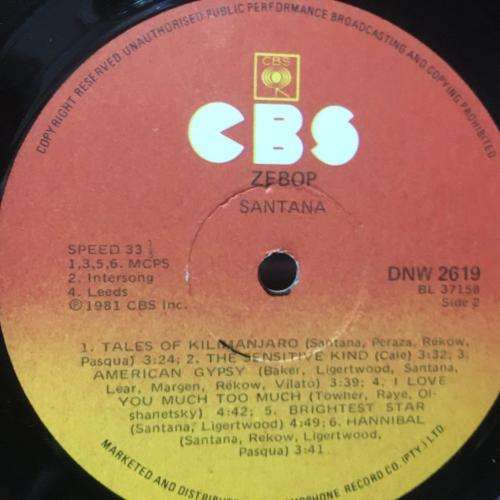 COPYRIGHT RESERVED UNAUTHORISED PUBLIC PERFORMANCE BROADCASTING AND COPYING PROHIBITED
CBS
CBS
ZEBOP
SANTANA
SPEED 33 1/3
1,3,5,6. MCPS
2. Intersong
4. Leeds
℗1981 CBS Inc.
DNW 2619
BL 37158
Side 2
1. TALES OF KILIMANJARO (Santana, Peraza, Rekow,
Pasqua) 3:24; 2. THE SENSITIVE KIND (Cale) 3:32; 3.
AMERICAN GYPSY (Baker, Ligertwood, Santana,
Lear, Margen, Rekow, Vilato) 3:39; 4. I LOVE
YOU MUCH TOO MUCH (Towher, Raye, Ol-
shanetsky) 4:42; 5. BRIGHTEST STAR
(Santana, Ligertwood) 4:49; 6. HANNIBAL
(Santana, Rekow, Ligertwood,
Pasqua) 3:41
MARKETED AND DISTRIBUTED RECORD CO. (PTY) LTD.